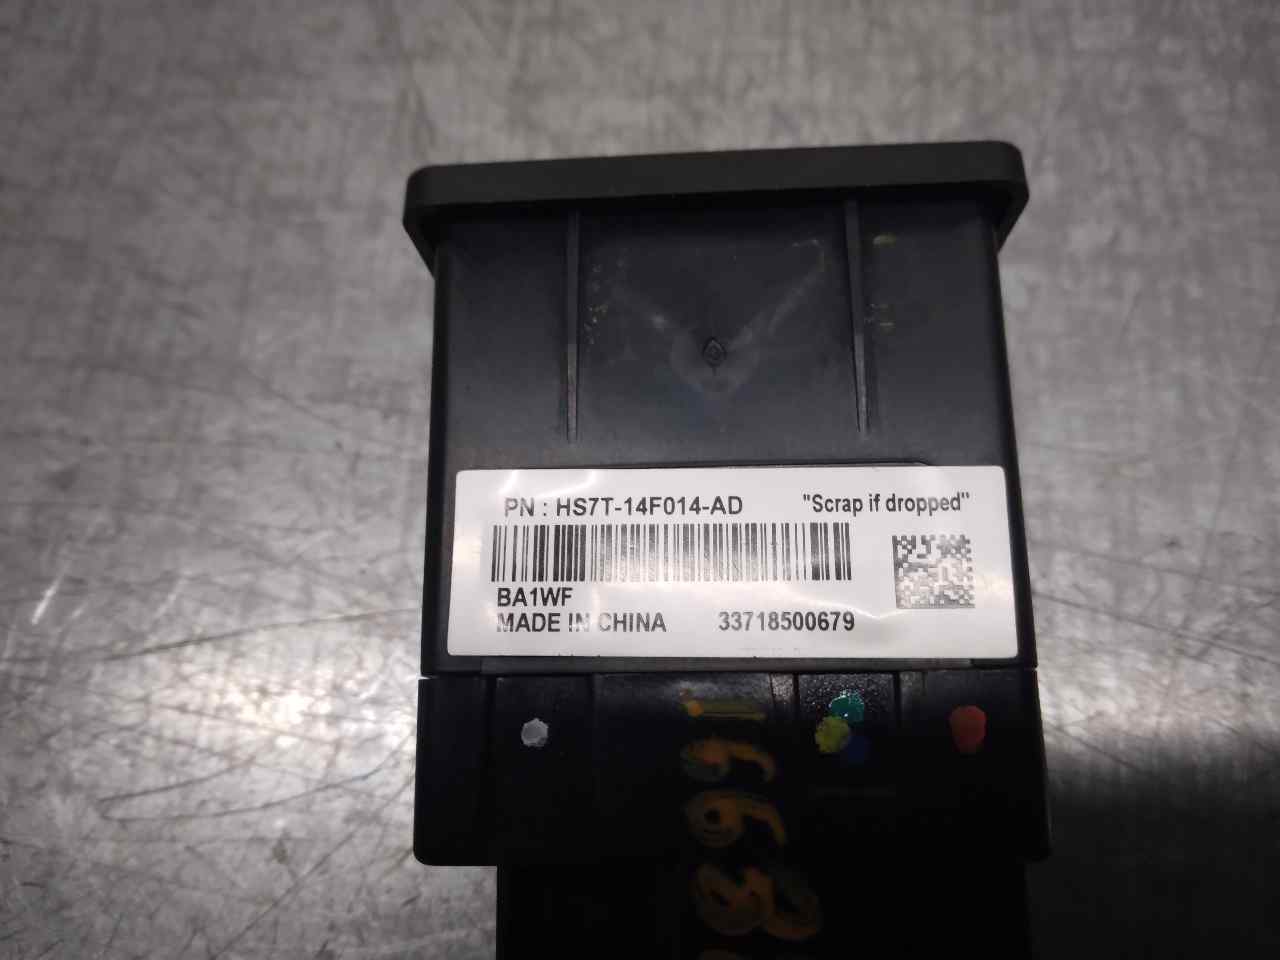 PN : HS7T-14F014-AD "Scrap if dropped"
BA1WF
MADE IN CHINA 33718500679